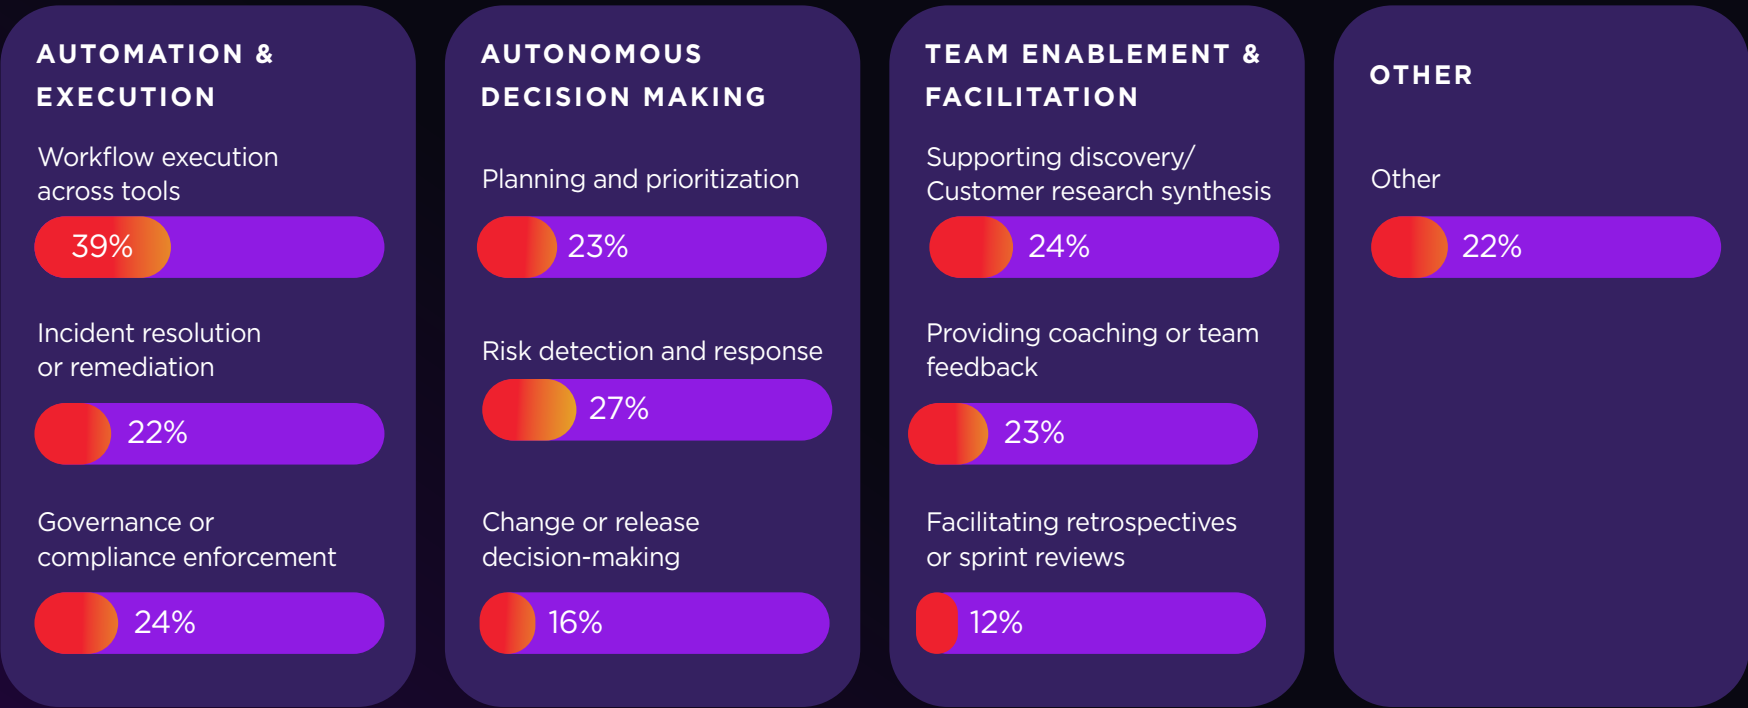 AUTOMATION &
EXECUTION
Workflow execution
across tools
39%
Incident resolution
or remediation
22%
Governance or
compliance enforcement
24%
AUTONOMOUS
DECISION MAKING
Planning and prioritization
23%
Risk detection and response
27%
Change or release
decision-making
16%
TEAM ENABLEMENT &
FACILITATION
Supporting discovery/
Customer research synthesis
24%
Providing coaching or team
feedback
23%
Facilitating retrospectives
or sprint reviews
12%
OTHER
Other
22%